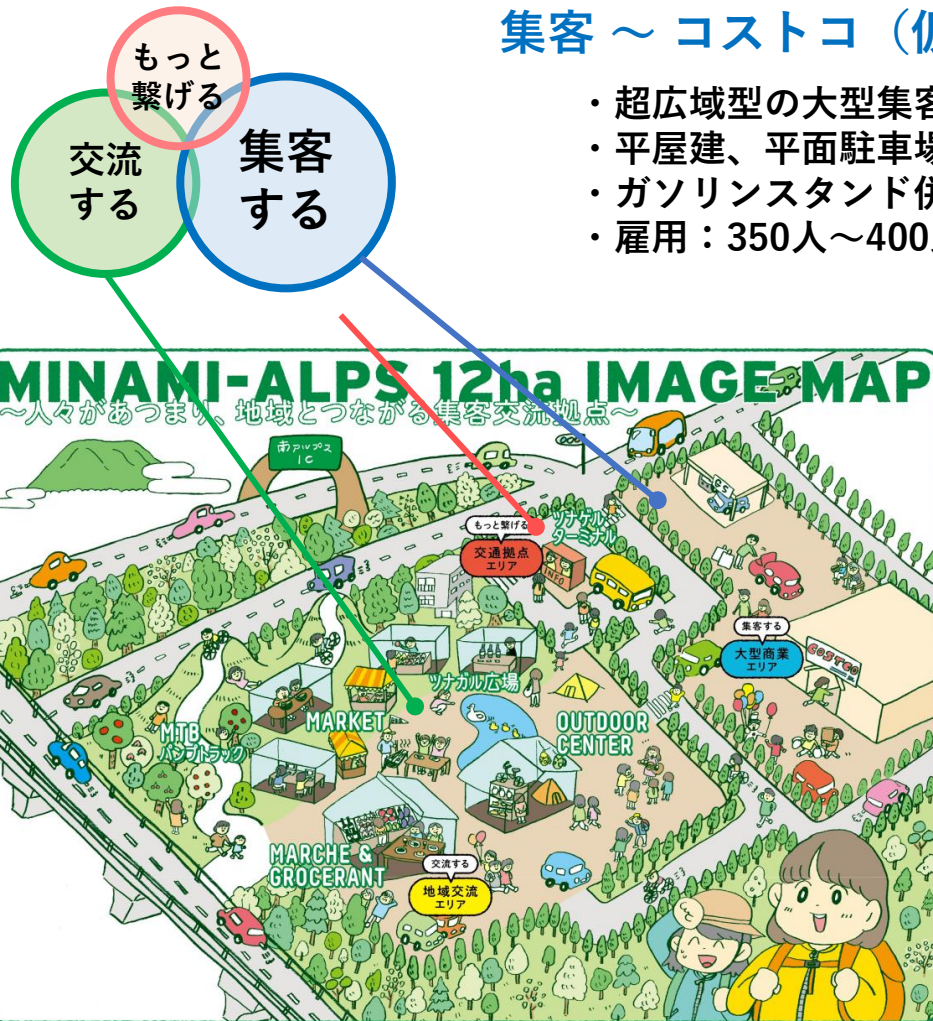 もっと
繋げる
交流
する
集客
する
集客 ～ コストコ（仮
・超広域型の大型集客
・平屋建、平面駐車場
・ガソリンスタンド併
・雇用：350人～400
MINAMI-ALPS 12ha IMAGE MAP
～人々があつまり、地域とつながる集客交流拠点～
南アルプス
IC
もっと繋げる
交通拠点
エリア
ツナゲル
ターミナル
INFO
GS
集客する
大型商業
エリア
COSTCO
ツナガル広場
MARKET
MTB
パンプトラック
OUTDOOR
CENTER
MARCHE &
GROCERANT
交流する
地域交流
エリア